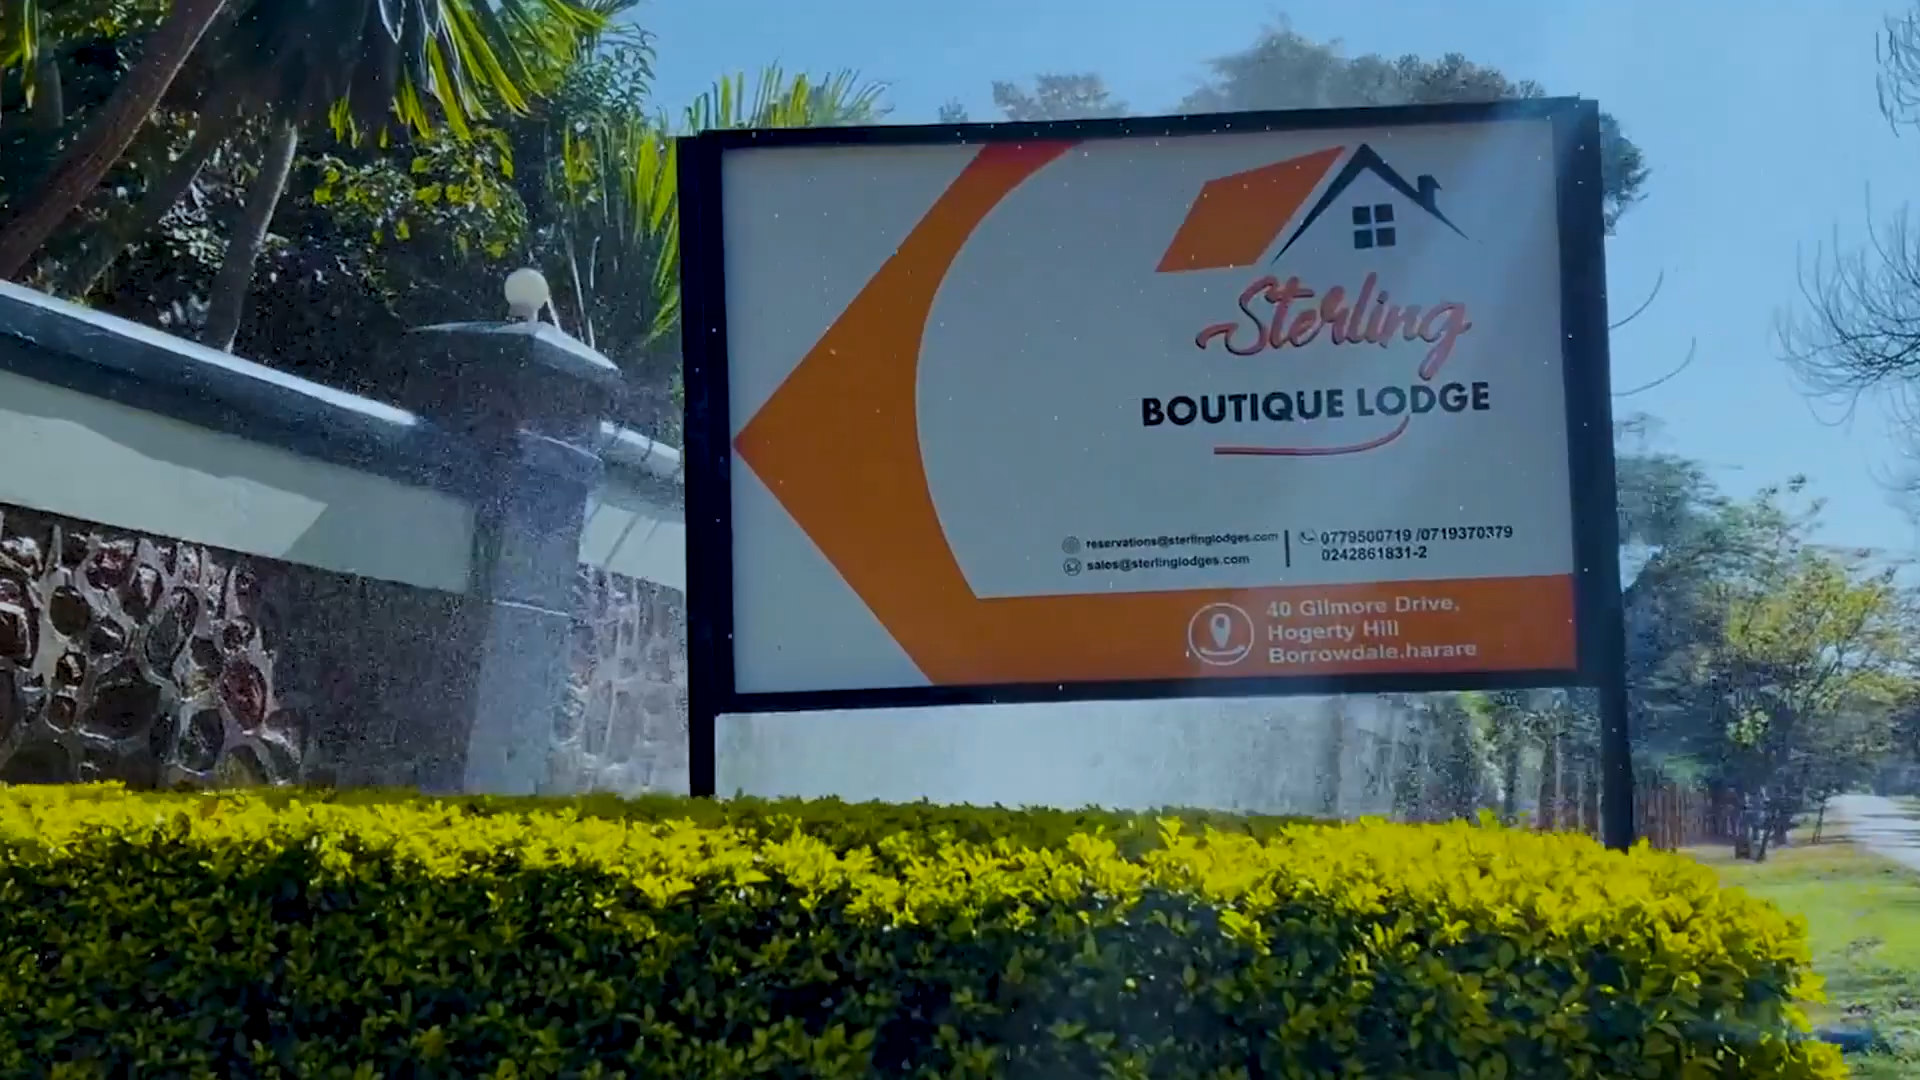 Sterling
BOUTIQUE LODGE
reservations@sterlinglodges.com
sales@sterlinglodges.com
0779500719 /0719370379
0242861831-2
40 Gilmore Drive,
Hogerty Hill
Borrowdale.harare